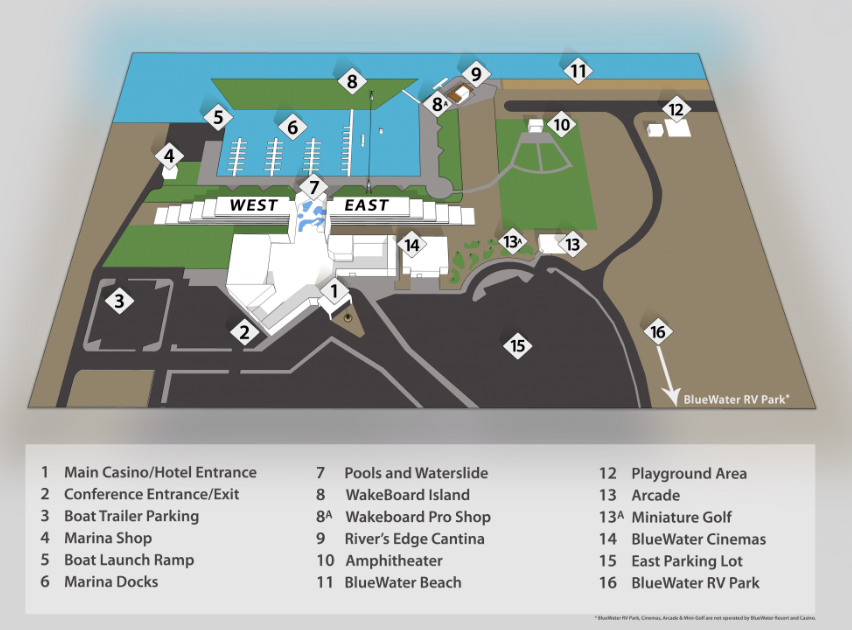 8
9
11
8A
12
5
6
10
4
7
WEST
EAST
14
13A
13
3
1
2
15
16
BlueWater RV Park*
1 Main Casino/Hotel Entrance
2 Conference Entrance/Exit
3 Boat Trailer Parking
4 Marina Shop
5 Boat Launch Ramp
6 Marina Docks
7 Pools and Waterslide
8 WakeBoard Island
8A Wakeboard Pro Shop
9 River's Edge Cantina
10 Amphitheater
11 BlueWater Beach
12 Playground Area
13 Arcade
13A Miniature Golf
14 BlueWater Cinemas
15 East Parking Lot
16 BlueWater RV Park
* BlueWater RV Park, Cinemas, Arcade & Mini-Golf are not operated by BlueWater Resort and Casino.